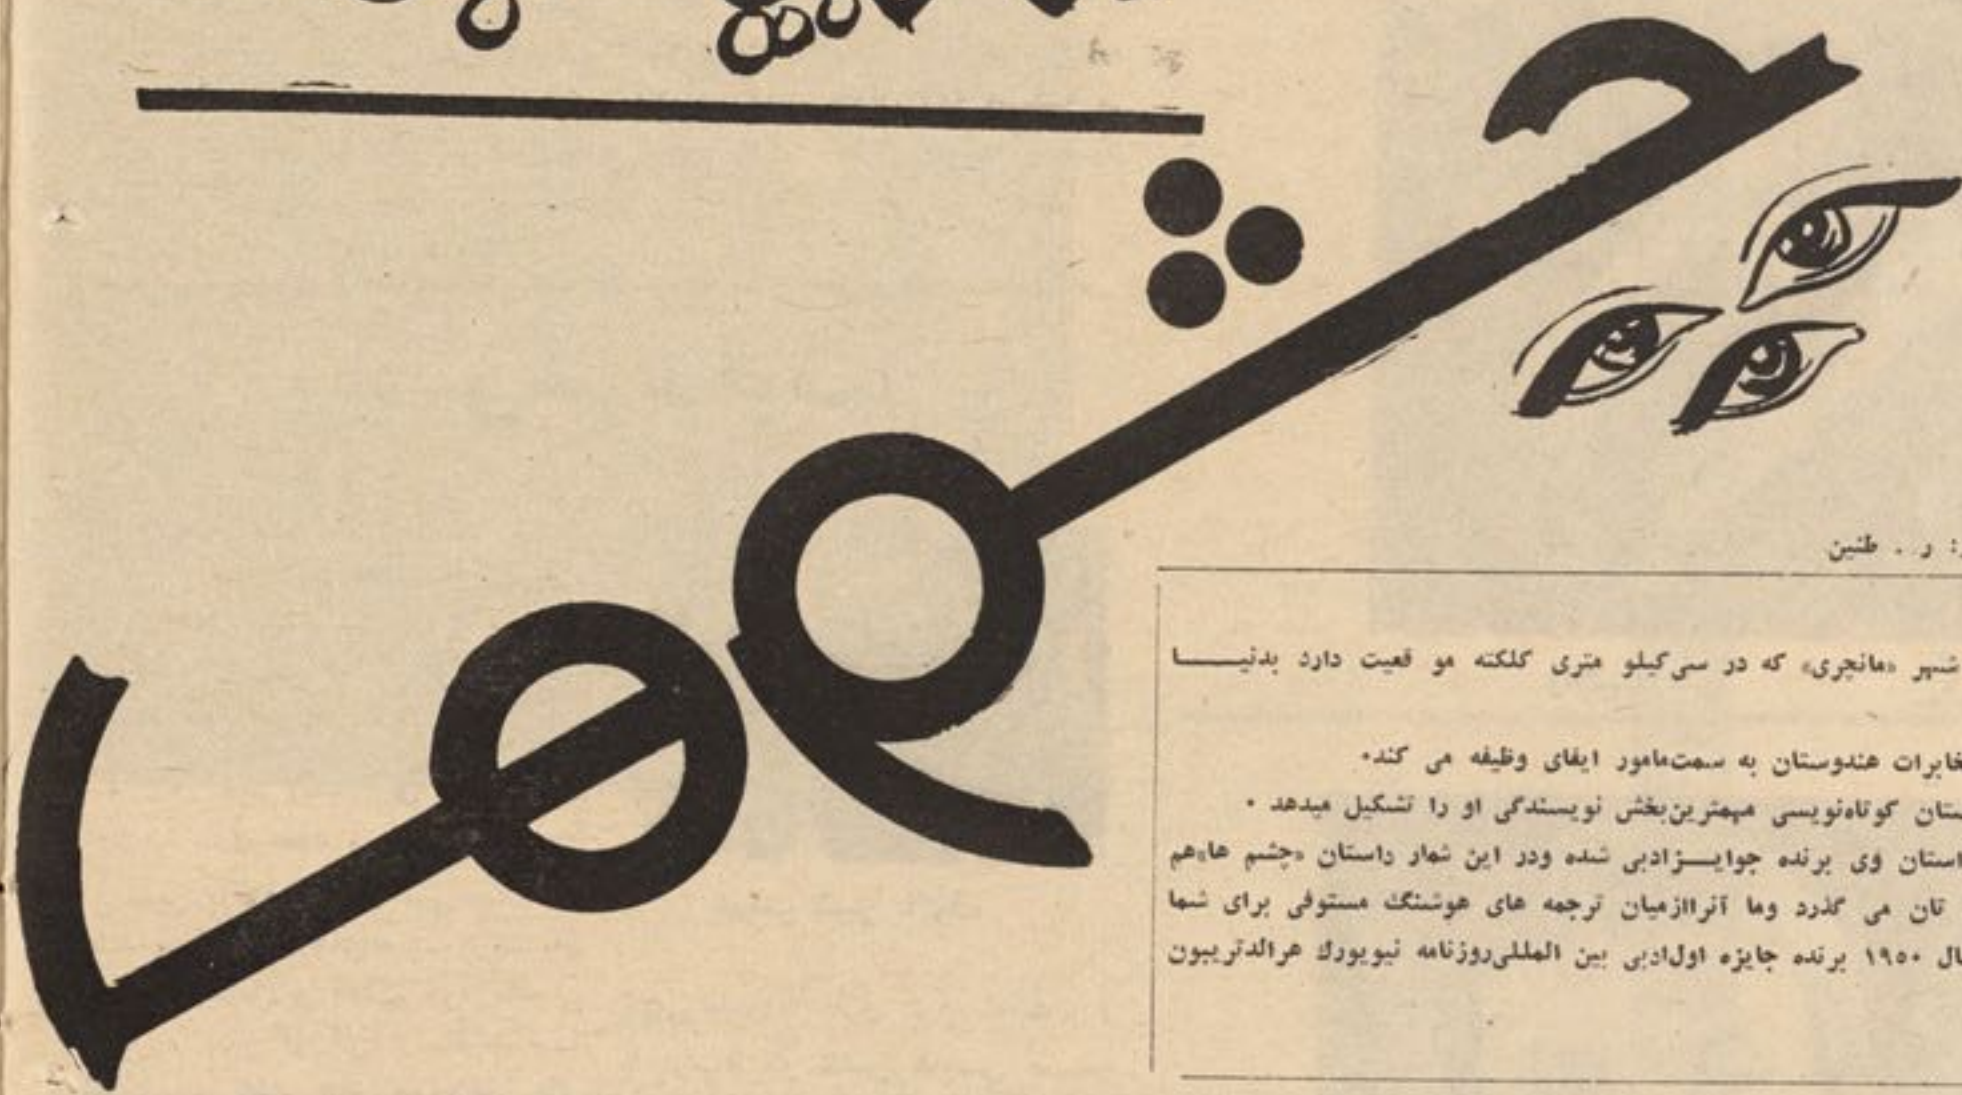 چشم ها
ر . . طنین
شهر «مانچری» که در سی‌کیلو متری کلکته مو قعیت دارد بدنیـــا
خابرات هندوستان به سمت‌مامور ایفای وظیفه می کند.
ستان کوتاه‌نویسی مهمترین‌بخش نویسندگی او را تشکیل میدهد .
استان وی برنده جوایـــزادبی شده ودر این شمار داستان «چشم ها»هم
تان می گذرد وما آنراازمیان ترجمه های هوشنگ مستوفی برای شما
ال ۱۹۵۰ برنده جایزه اول‌ادبی بین المللی‌روزنامه نیویورك هرالدتریبون